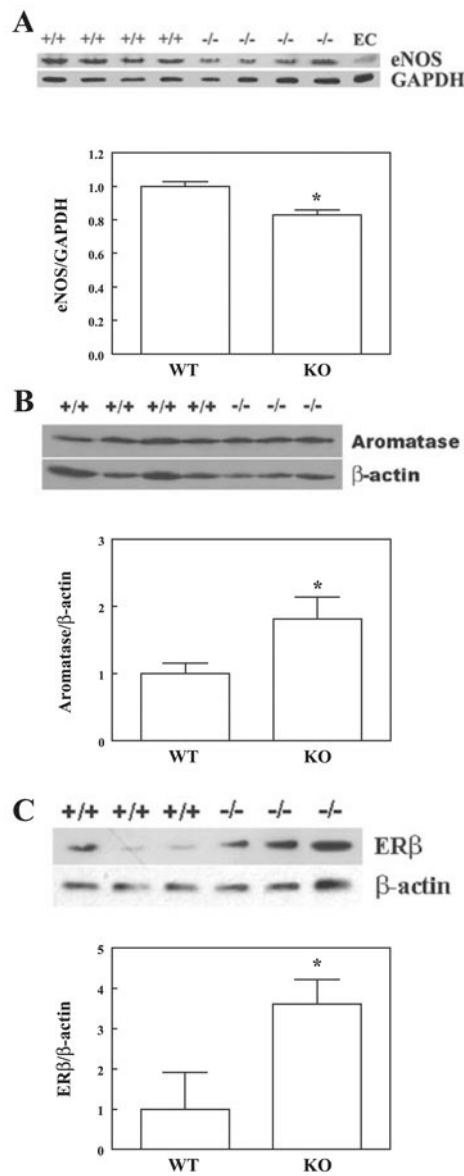 A
+/+ +/+ +/+ +/+ -/- -/- -/- -/- EC
eNOS
GAPDH
eNOS/GAPDH
1.2
1.0
0.8
0.6
0.4
0.2
0.0
*
WT KO
B
+/+ +/+ +/+ +/+ -/- -/- -/-
Aromatase
β-actin
Aromatase/β-actin
3
2
1
0
*
WT KO
C
+/+ +/+ +/+ -/- -/- -/-
ERβ
β-actin
ERβ/β-actin
5
4
3
2
1
0
*
WT KO